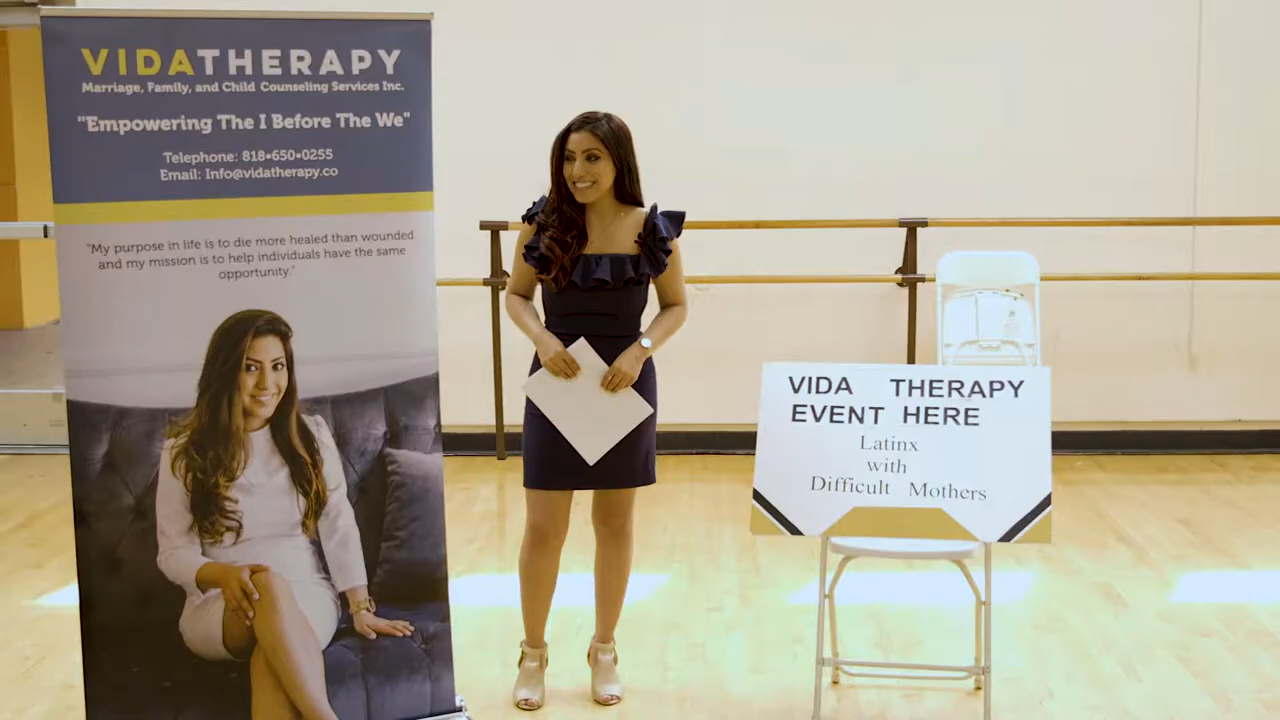 VIDATHERAPY
Marriage, Family, and Child Counseling Services Inc.
"Empowering The I Before The We"
Telephone: 818•650•0255
Email: Info@vidatherapy.co
"My purpose in life is to die more healed than wounded
and my mission is to help individuals have the same
opportunity."
VIDA THERAPY
EVENT HERE
Latinx
with
Difficult Mothers